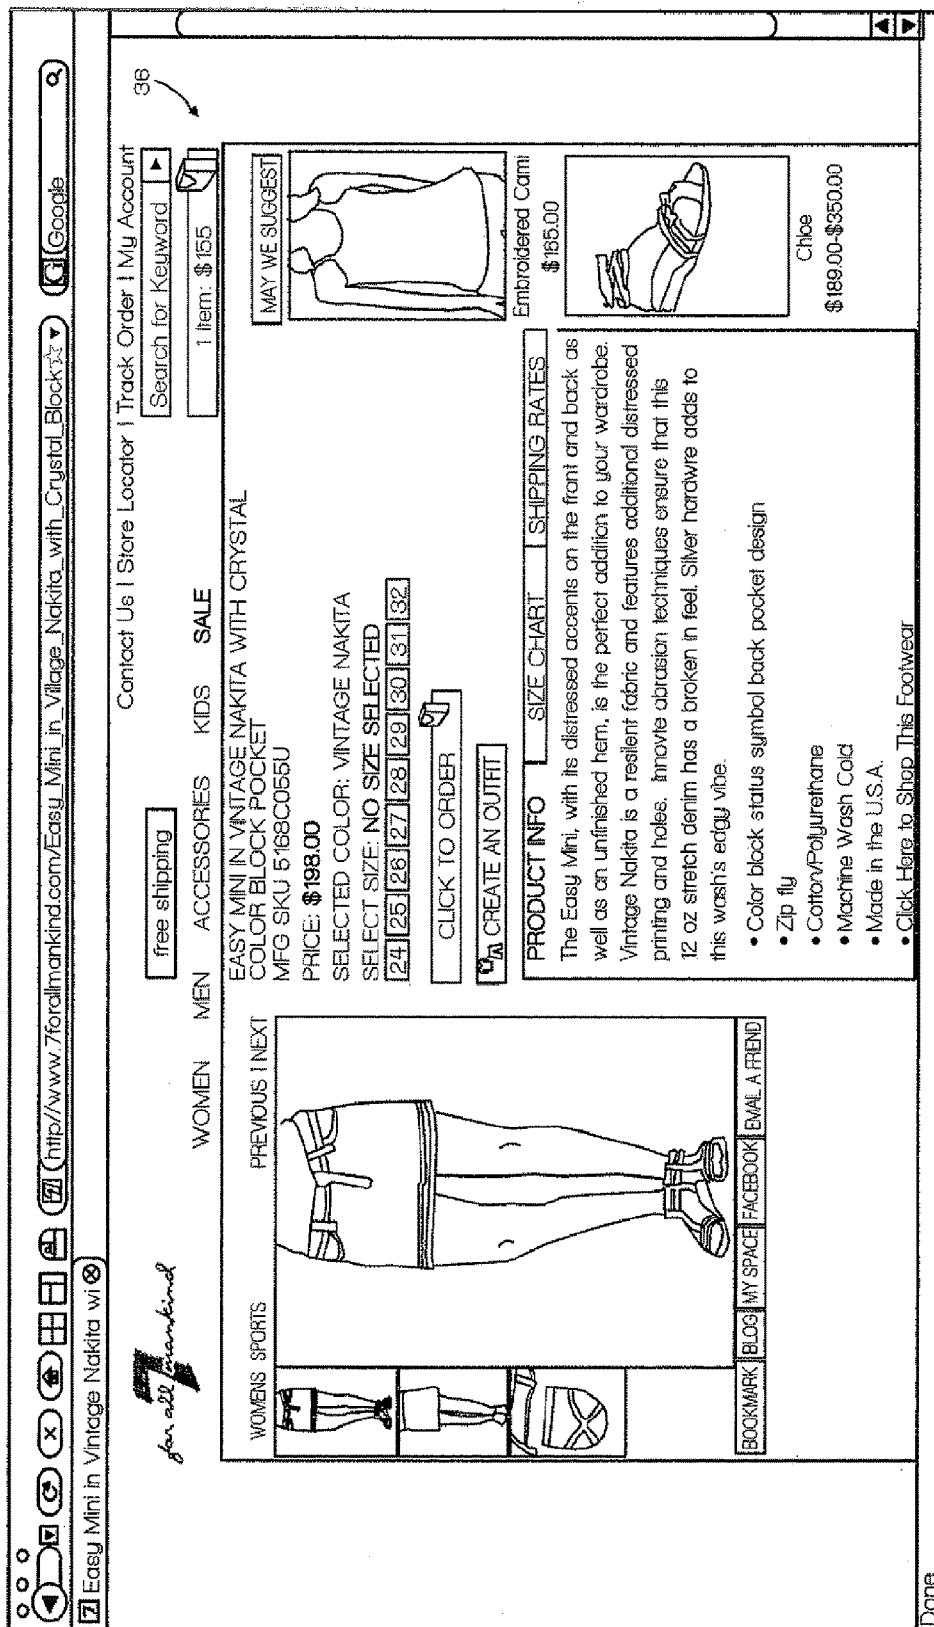 http//www.7forallmankind.com/Easy_Mini_in_Village_Nakita_with_Crystal_Block
Google
7 Easy Mini in Vintage Nakita wi
36
Contact Us | Store Locator | Track Order | My Account
for all mankind
free shipping
Search for Keyword
WOMEN MEN ACCESSORIES KIDS SALE
1 Item: $155
WOMENS SPORTS
PREVIOUS | NEXT
BOOKMARK BLOG MY SPACE FACEBOOK EMAIL A FRIEND
EASY MINI IN VINTAGE NAKITA WITH CRYSTAL
COLOR BLOCK POCKET
MFG SKU 5168C055U
PRICE: $198.00
SELECTED COLOR: VINTAGE NAKITA
SELECT SIZE: NO SIZE SELECTED
24 25 26 27 28 29 30 31 32
CLICK TO ORDER
CREATE AN OUTFIT
PRODUCT INFO SIZE CHART SHIPPING RATES
The Easy Mini, with its distressed accents on the front and back as
well as an unfinished hem, is the perfect addition to your wardrobe.
Vintage Nakita is a resilent fabric and features additional distressed
printing and holes. Innovte abrasion techniques ensure that this
12 oz stretch denim has a broken in feel. Silver hardwre adds to
this wash's edgy vibe.
• Color block status symbol back pocket design
• Zip fly
• Cotton/Polyurethane
• Machine Wash Cold
• Made in the U.S.A.
• Click Here to Shop This Footwear
MAY WE SUGGEST
Embroidered Cami
$165.00
Chloe
$189.00-$350.00
Done